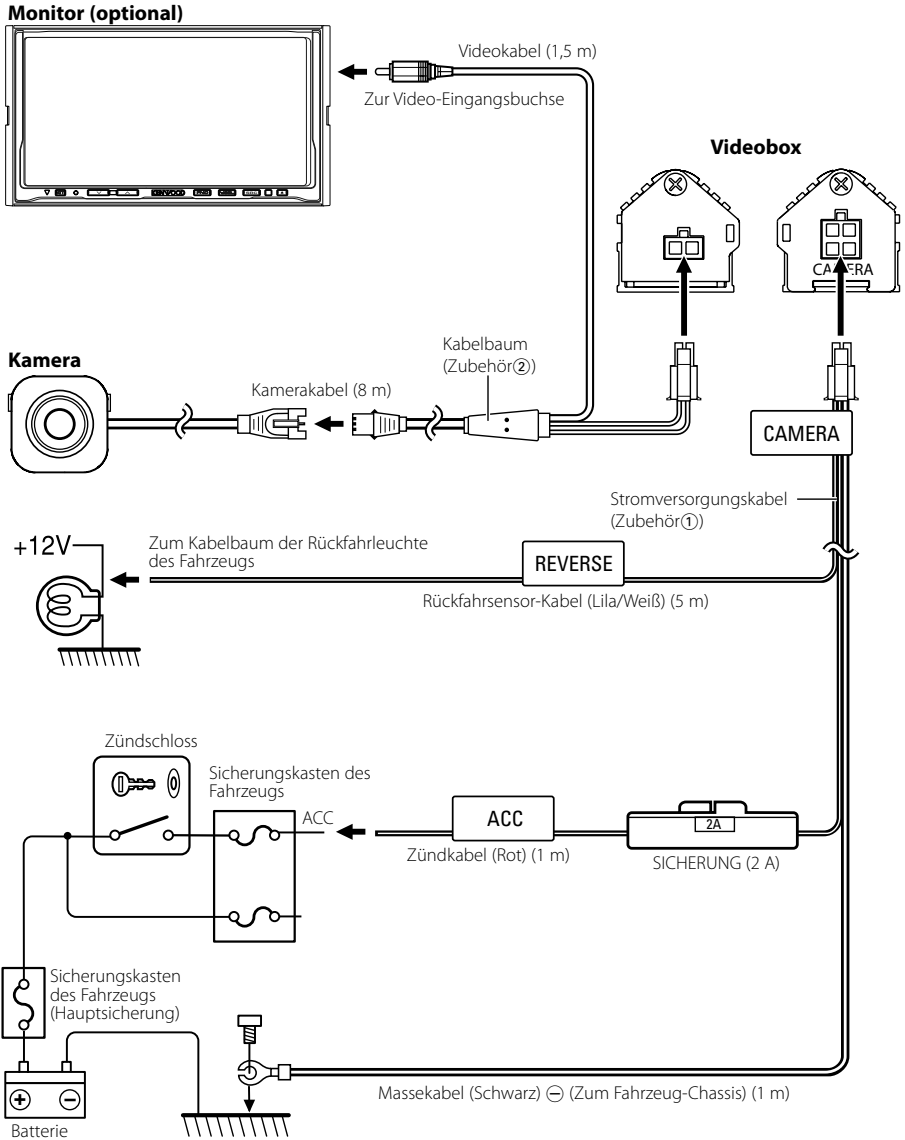 Monitor (optional)
Videokabel (1,5 m)
Zur Video-Eingangsbuchse
KENWOOD
Videobox
CAMERA
Kabelbaum
(Zubehör②)
Kamera
Kamerakabel (8 m)
CAMERA
Stromversorgungskabel
(Zubehör①)
+12V
Zum Kabelbaum der Rückfahrleuchte
des Fahrzeugs
REVERSE
Rückfahrsensor-Kabel (Lila/Weiß) (5 m)
Zündschloss
Sicherungskasten des
Fahrzeugs
ACC
ACC
2A
Zündkabel (Rot) (1 m)
SICHERUNG (2 A)
Sicherungskasten
des Fahrzeugs
(Hauptsicherung)
Massekabel (Schwarz) ⊖ (Zum Fahrzeug-Chassis) (1 m)
⊕ ⊖
Batterie